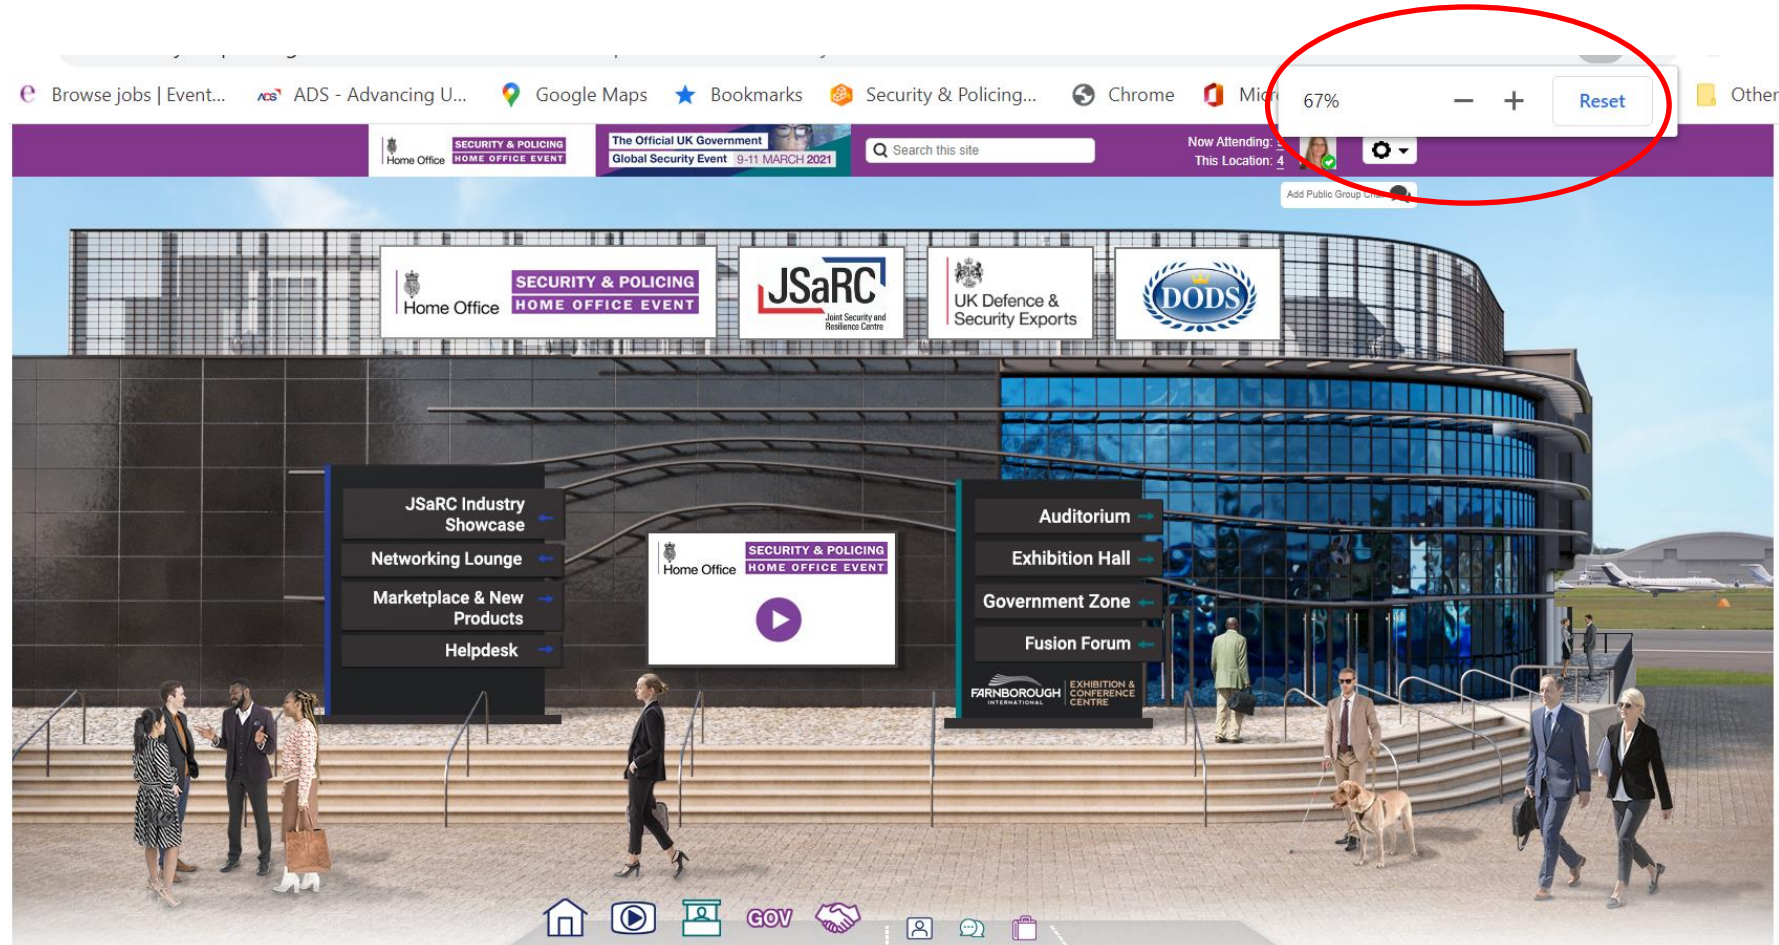 Browse jobs | Event...
ADS - Advancing U...
Google Maps
Bookmarks
Security & Policing...
Chrome
67%
Reset
Other
Home Office
SECURITY & POLICING
HOME OFFICE EVENT
The Official UK Government
Global Security Event 9-11 MARCH 2021
Search this site
Now Attending:
This Location: 4
Add Public Group
Home Office
SECURITY & POLICING
HOME OFFICE EVENT
JSaRC
Joint Security and
Resilience Centre
UK Defence &
Security Exports
DODS
JSaRC Industry
Showcase
Networking Lounge
Marketplace & New
Products
Helpdesk
Home Office
SECURITY & POLICING
HOME OFFICE EVENT
Auditorium
Exhibition Hall
Government Zone
Fusion Forum
FARNBOROUGH
INTERNATIONAL
EXHIBITION &
CONFERENCE
CENTRE
GOV